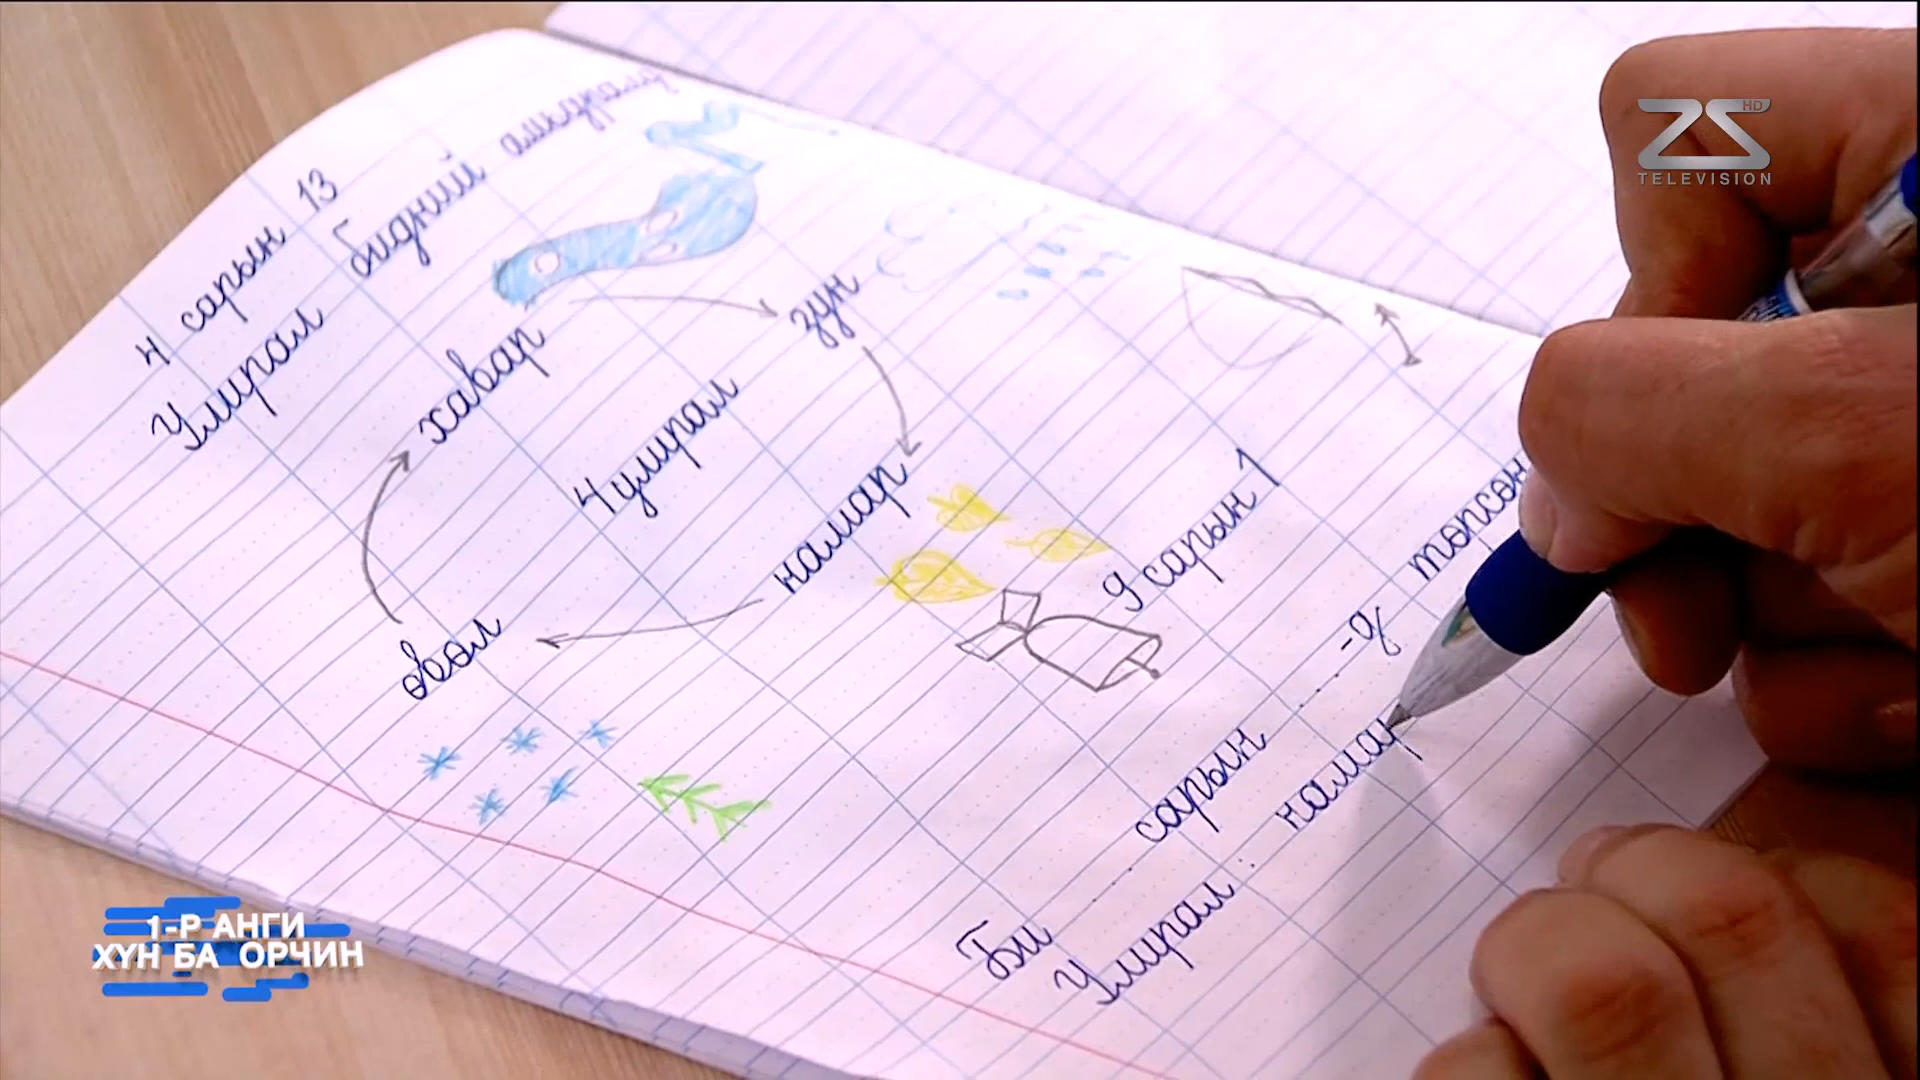 4 сарын 13
Улирал бидний амьдралд
хавар
зун
4 улирал
намар
өвөл
9 сарын 1
Би ... сарын ... -д төрсөн
Улирал: намар
ZS HD
TELEVISION
1-Р АНГИ
ХҮН БА ОРЧИН